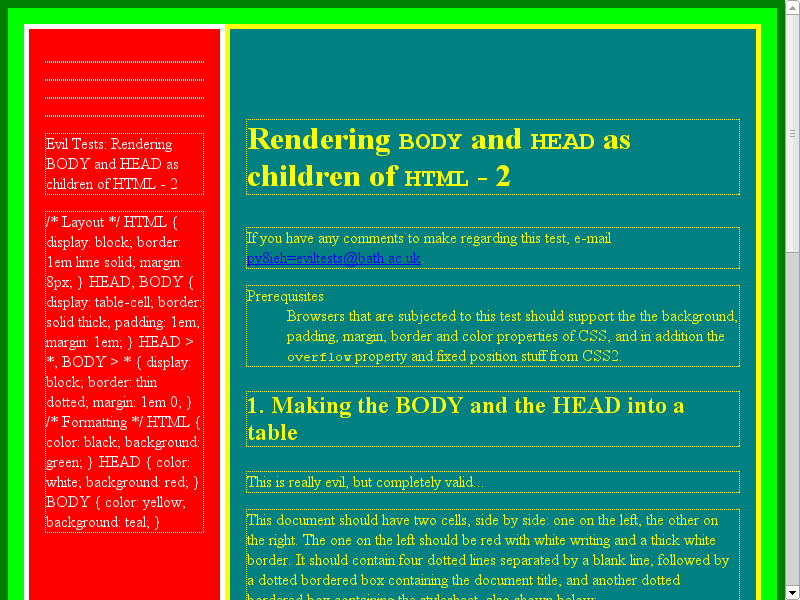 Evil Tests: Rendering
BODY and HEAD as
children of HTML - 2
/* Layout */ HTML {
display: block; border:
1em lime solid; margin:
8px; } HEAD, BODY {
display: table-cell; border:
solid thick; padding: 1em;
margin: 1em; } HEAD >
*, BODY > * { display:
block; border: thin
dotted; margin: 1em 0; }
/* Formatting */ HTML {
color: black; background:
green; } HEAD { color:
white; background: red; }
BODY { color: yellow;
background: teal; }
Rendering BODY and HEAD as
children of HTML - 2
If you have any comments to make regarding this test, e-mail
py8ieh=eviltests@bath.ac.uk.
Prerequisites
Browsers that are subjected to this test should support the the background,
padding, margin, border and color properties of CSS, and in addition the
overflow property and fixed position stuff from CSS2.
1. Making the BODY and the HEAD into a
table
This is really evil, but completely valid...
This document should have two cells, side by side: one on the left, the other on
the right. The one on the left should be red with white writing and a thick white
border. It should contain four dotted lines separated by a blank line, followed by
a dotted bordered box containing the document title, and another dotted
bordered box containing the stylesheet, also shown below: